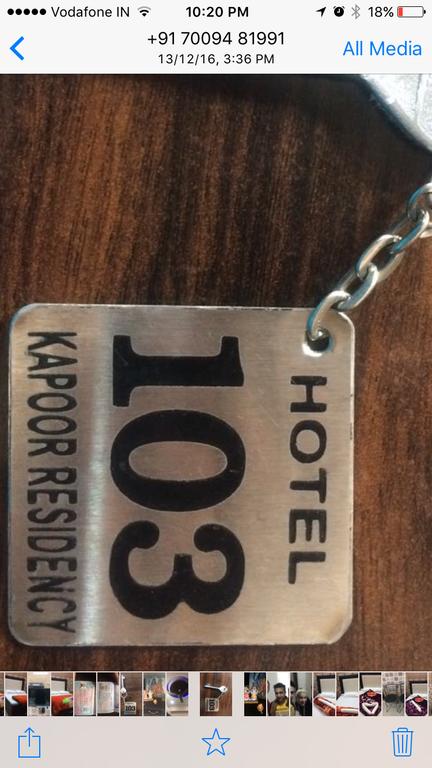 Vodafone IN
10:20 PM
18%
+91 70094 81991
13/12/16, 3:36 PM
All Media
HOTEL
103
KAPOOR RESIDENCY